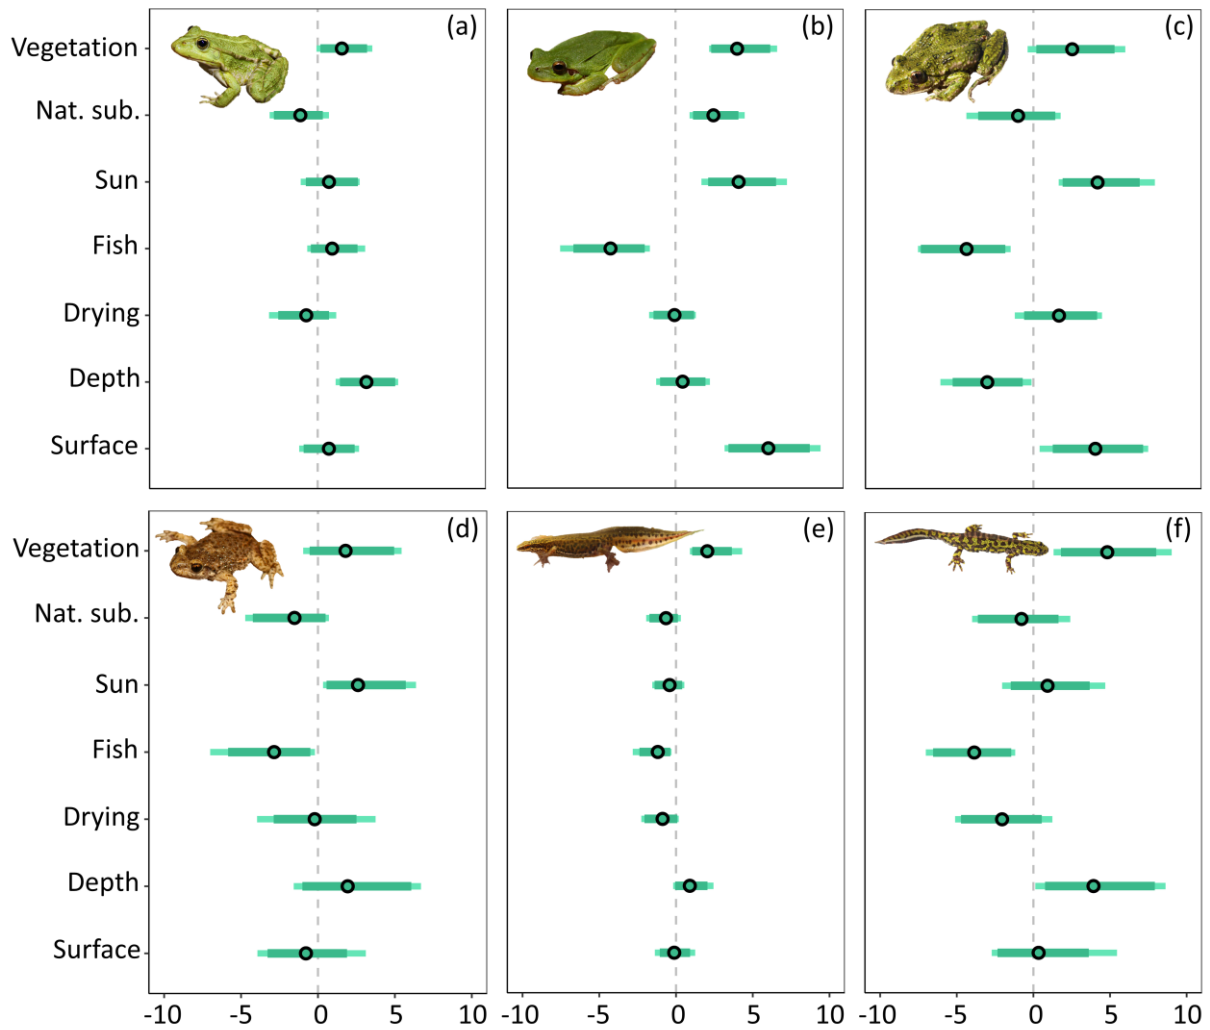 (a) (b) (c)
Vegetation
Nat. sub.
Sun
Fish
Drying
Depth
Surface
(d) (e) (f)
Vegetation
Nat. sub.
Sun
Fish
Drying
Depth
Surface
-10 -5 0 5 10 -10 -5 0 5 10 -10 -5 0 5 10